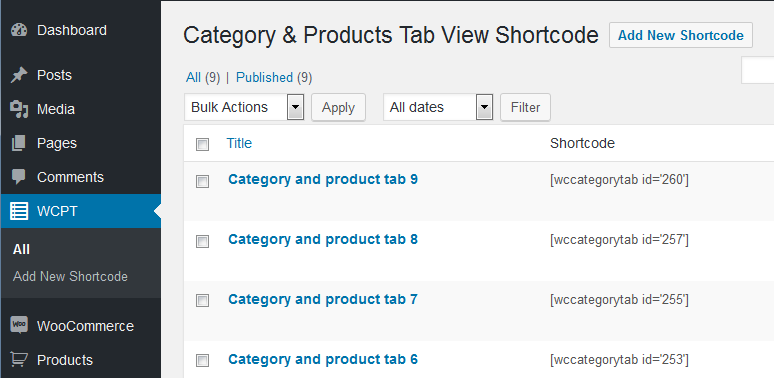 Dashboard
Posts
Media
Pages
Comments
WCPT
All
Add New Shortcode
WooCommerce
Products
Category & Products Tab View Shortcode Add New Shortcode
All (9) | Published (9)
Bulk Actions Apply All dates Filter
Title Shortcode
Category and product tab 9 [wccategorytab id='260']
Category and product tab 8 [wccategorytab id='257']
Category and product tab 7 [wccategorytab id='255']
Category and product tab 6 [wccategorytab id='253']